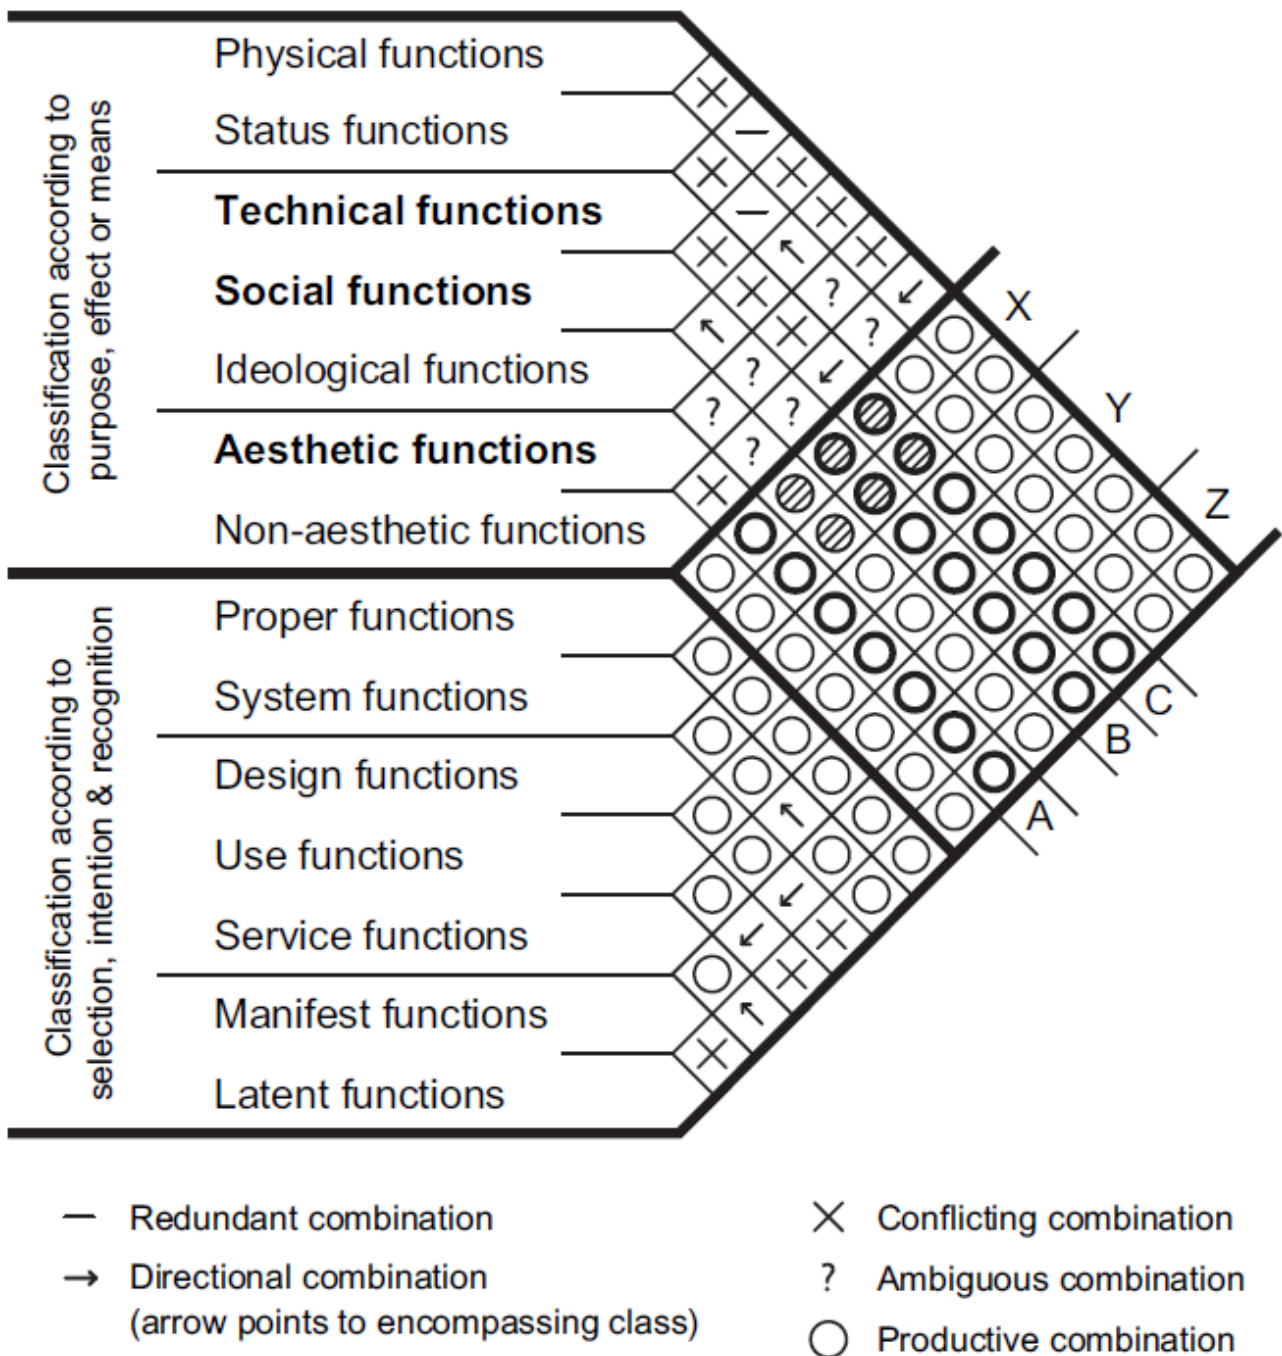 Classification according to
purpose, effect or means
Physical functions
Status functions
Technical functions
Social functions
Ideological functions
Aesthetic functions
Non-aesthetic functions
Classification according to
selection, intention & recognition
Proper functions
System functions
Design functions
Use functions
Service functions
Manifest functions
Latent functions
X
Y
Z
C
B
A
Redundant combination
Directional combination
(arrow points to encompassing class)
Conflicting combination
? Ambiguous combination
Productive combination